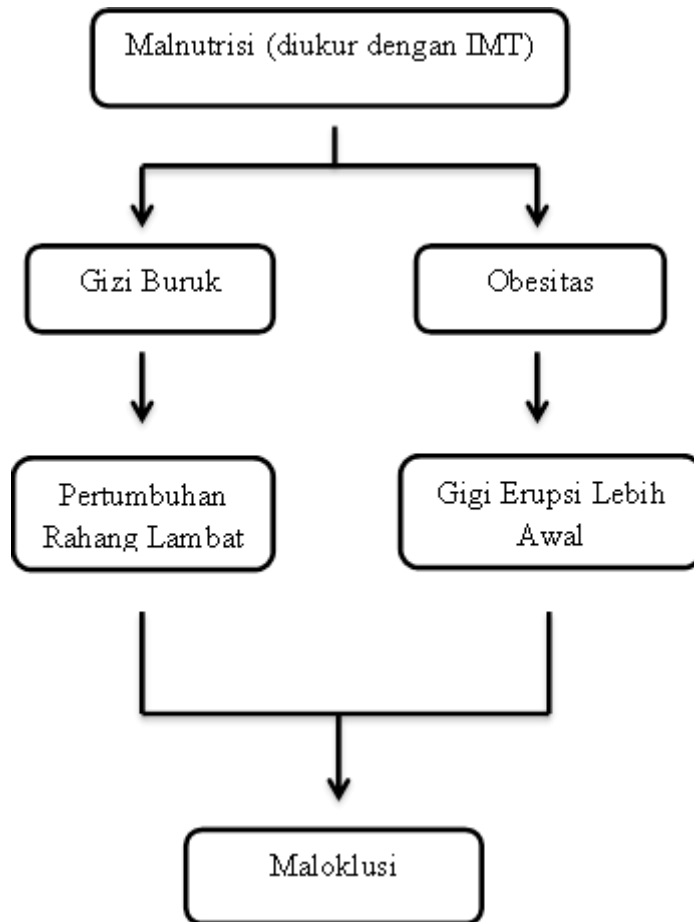 Malnutrisi (diukur dengan IMT)
Gizi Buruk
Obesitas
Pertumbuhan
Rahang Lambat
Gigi Erupsi Lebih
Awal
Maloklusi